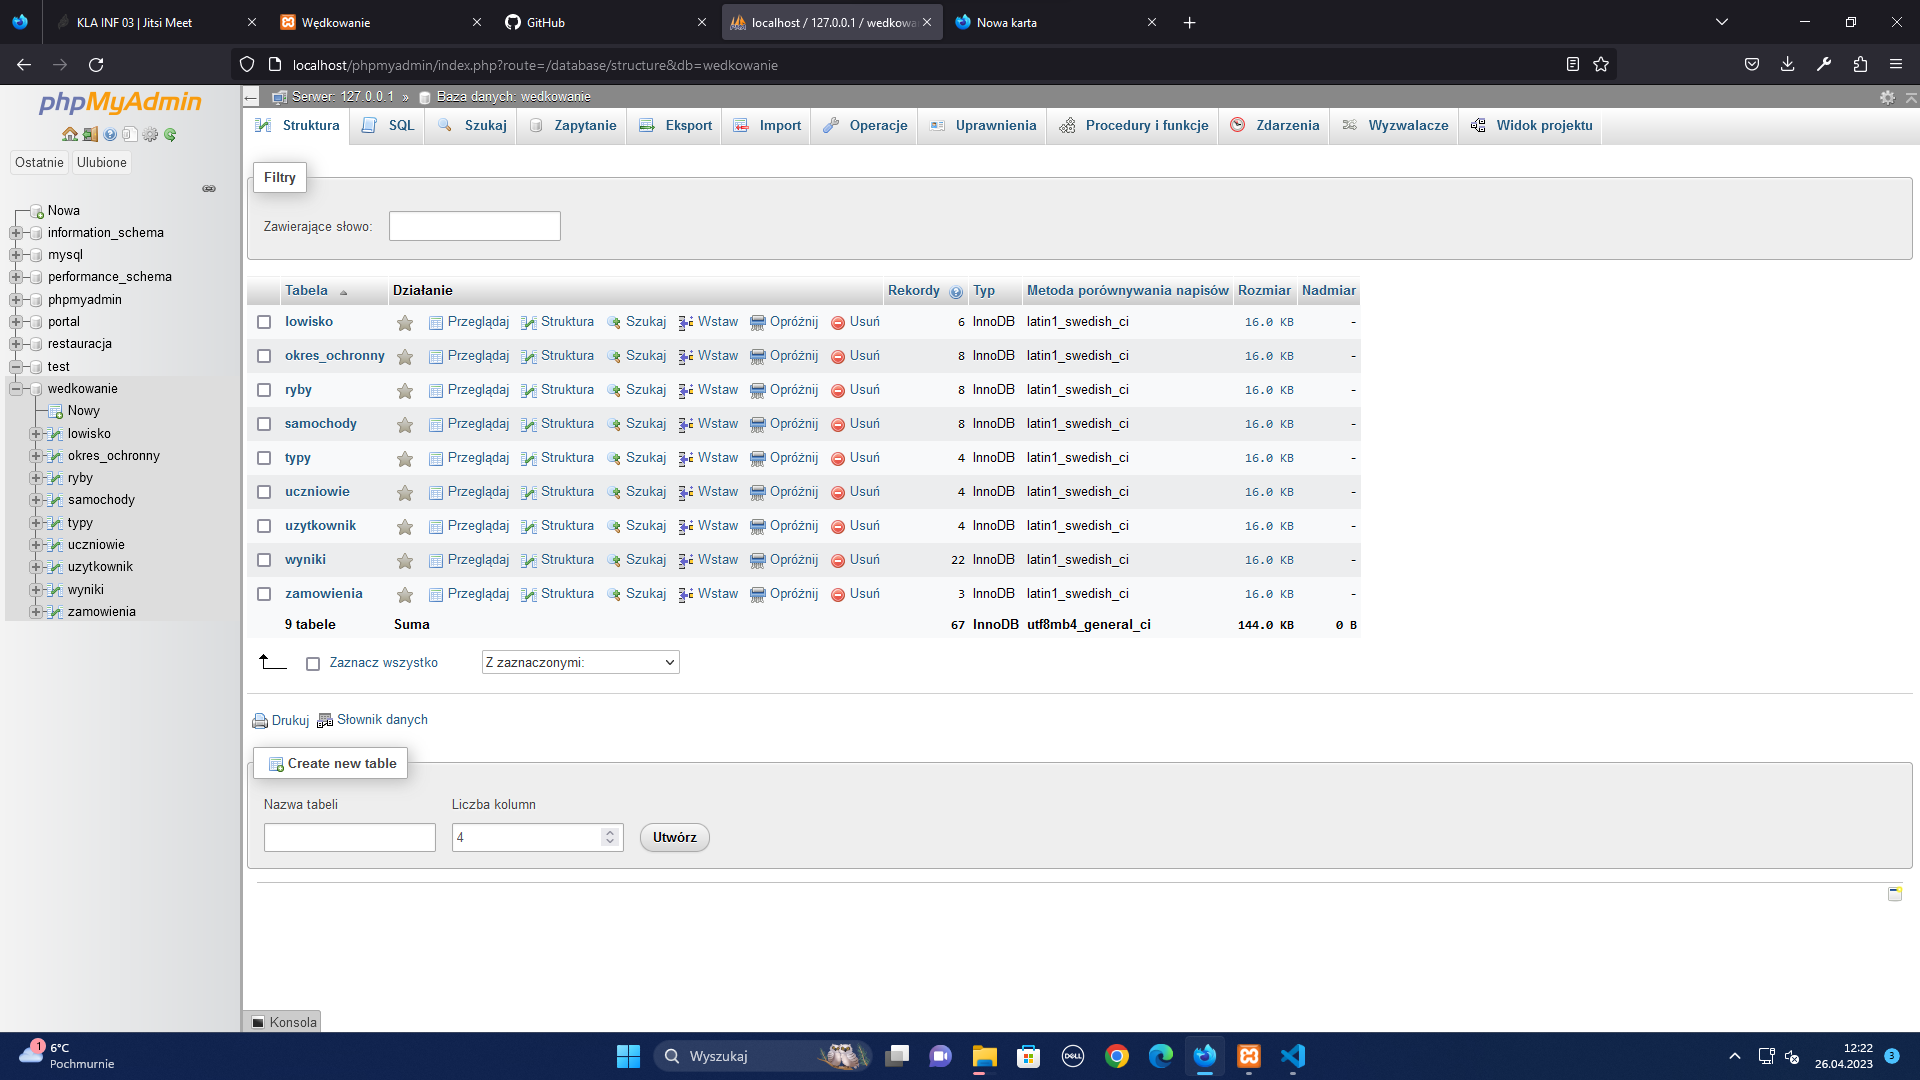 KLA INF 03 | Jitsi Meet
Wędkowanie
GitHub
localhost / 127.0.0.1 / wedkowa
Nowa karta
localhost/phpmyadmin/index.php?route=/database/structure&db=wedkowanie
phpMyAdmin
Ostatnie
Ulubione
Nowa
information_schema
mysql
performance_schema
phpmyadmin
portal
restauracja
test
wedkowanie
Nowy
lowisko
okres_ochronny
ryby
samochody
typy
uczniowie
uzytkownik
wyniki
zamowienia
Serwer: 127.0.0.1 » Baza danych: wedkowanie
Struktura SQL Szukaj Zapytanie Eksport Import Operacje Uprawnienia Procedury i funkcje Zdarzenia Wyzwalacze Widok projektu
Filtry
Zawierające słowo:
Tabela Działanie Rekordy Typ Metoda porównywania napisów Rozmiar Nadmiar
lowisko Przeglądaj Struktura Szukaj Wstaw Opróżnij Usuń 6 InnoDB latin1_swedish_ci 16.0 KB -
okres_ochronny Przeglądaj Struktura Szukaj Wstaw Opróżnij Usuń 8 InnoDB latin1_swedish_ci 16.0 KB -
ryby Przeglądaj Struktura Szukaj Wstaw Opróżnij Usuń 8 InnoDB latin1_swedish_ci 16.0 KB -
samochody Przeglądaj Struktura Szukaj Wstaw Opróżnij Usuń 8 InnoDB latin1_swedish_ci 16.0 KB -
typy Przeglądaj Struktura Szukaj Wstaw Opróżnij Usuń 4 InnoDB latin1_swedish_ci 16.0 KB -
uczniowie Przeglądaj Struktura Szukaj Wstaw Opróżnij Usuń 4 InnoDB latin1_swedish_ci 16.0 KB -
uzytkownik Przeglądaj Struktura Szukaj Wstaw Opróżnij Usuń 4 InnoDB latin1_swedish_ci 16.0 KB -
wyniki Przeglądaj Struktura Szukaj Wstaw Opróżnij Usuń 22 InnoDB latin1_swedish_ci 16.0 KB -
zamowienia Przeglądaj Struktura Szukaj Wstaw Opróżnij Usuń 3 InnoDB latin1_swedish_ci 16.0 KB -
9 tabele Suma 67 InnoDB utf8mb4_general_ci 144.0 KB 0 B
Zaznacz wszystko
Z zaznaczonymi:
Drukuj Słownik danych
Create new table
Nazwa tabeli Liczba kolumn
4
Utwórz
Konsola
1
6°C
Pochmurnie
Wyszukaj
DELL
12:22
26.04.2023
3